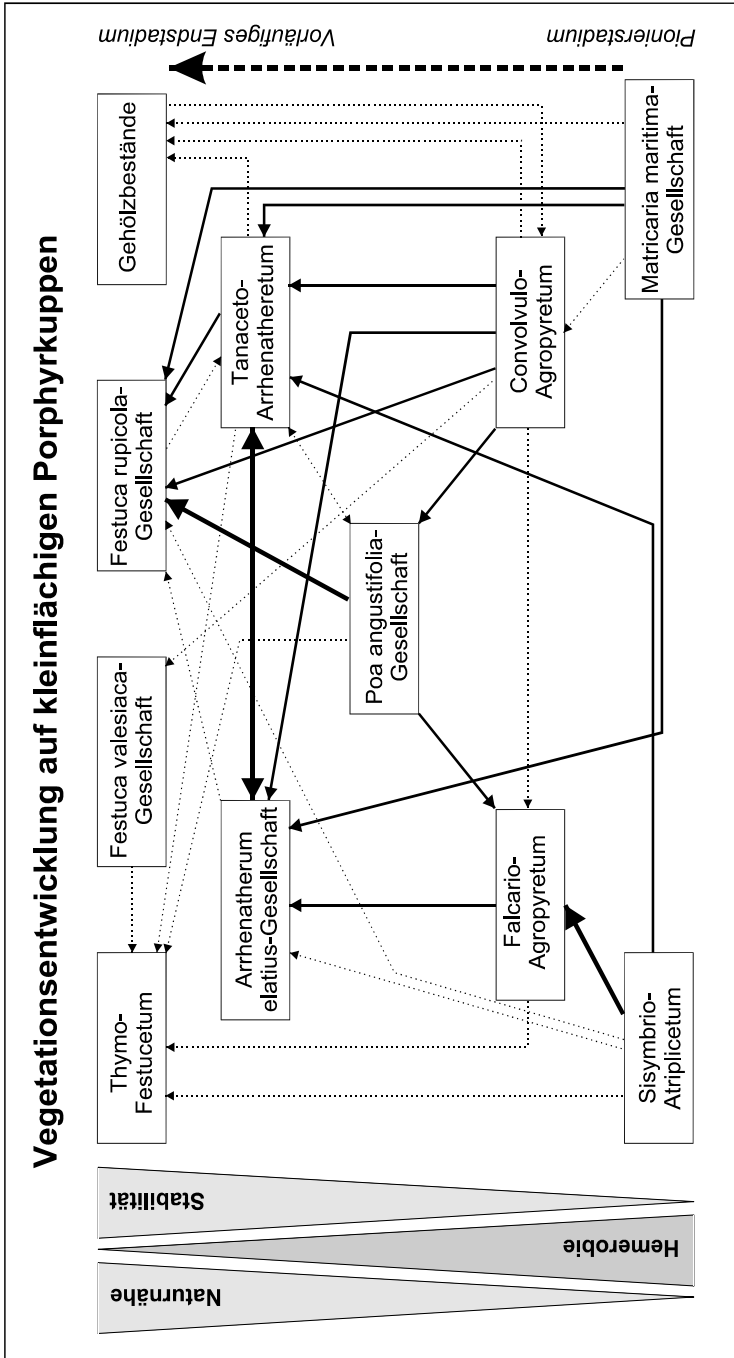 Vegetationsentwicklung auf kleinflächigen Porphyrkuppen
Naturnähe
Hemerobie
Stabilität
Thymo-
Festucetum
Festuca valesiaca-
Gesellschaft
Festuca rupicola-
Gesellschaft
Gehölzbestände
Vorläufiges Endstadium
Arrhenatherum
elatius-Gesellschaft
Tanaceto-
Arrhenatheretum
Poa angustifolia-
Gesellschaft
Falcario-
Agropyretum
Convolvulo-
Agropyretum
Sisymbrio-
Atriplicetum
Matricaria maritima-
Gesellschaft
Pionierstadium